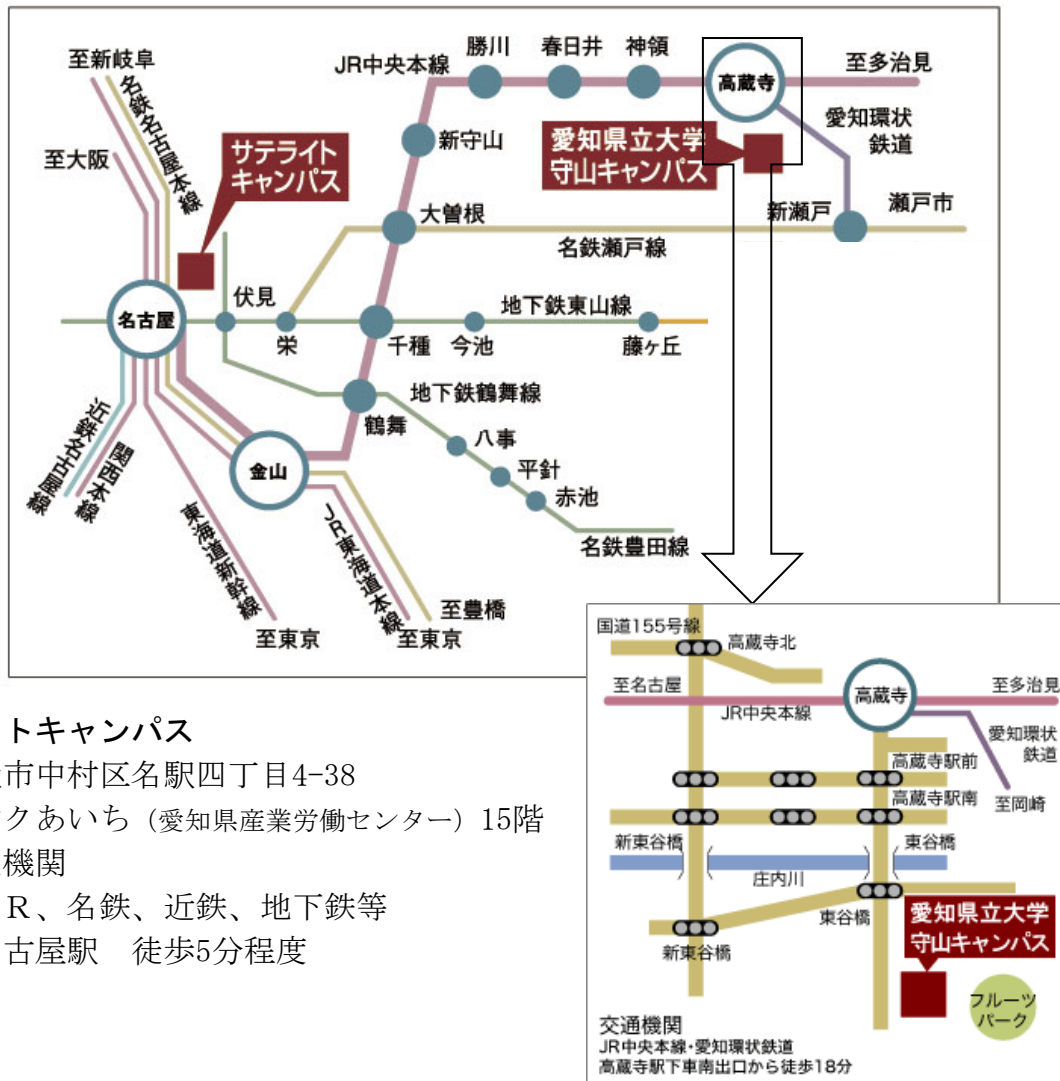 至新岐阜
名鉄名古屋本線
至大阪
サテライト
キャンパス
JR中央本線
勝川
春日井
神領
高蔵寺
至多治見
愛知環状
鉄道
新守山
愛知県立大学
守山キャンパス
大曽根
新瀬戸
瀬戸市
名鉄瀬戸線
名古屋
伏見
栄
千種
今池
地下鉄東山線
藤ヶ丘
地下鉄鶴舞線
鶴舞
八事
平針
赤池
名鉄豊田線
金山
近鉄名古屋線
関西本線
東海道新幹線
JR東海道本線
至東京
至豊橋
至東京
国道155号線
高蔵寺北
至名古屋
高蔵寺
至多治見
JR中央本線
愛知環状
鉄道
高蔵寺駅前
至岡崎
高蔵寺駅南
新東谷橋
東谷橋
庄内川
東谷橋
新東谷橋
愛知県立大学
守山キャンパス
フルーツ
パーク
交通機関
JR中央本線・愛知環状鉄道
高蔵寺駅下車南出口から徒歩18分
トキャンパス
市中村区名駅四丁目4-38
クあいち（愛知県産業労働センター）15階
機関
Ｒ、名鉄、近鉄、地下鉄等
古屋駅　徒歩5分程度